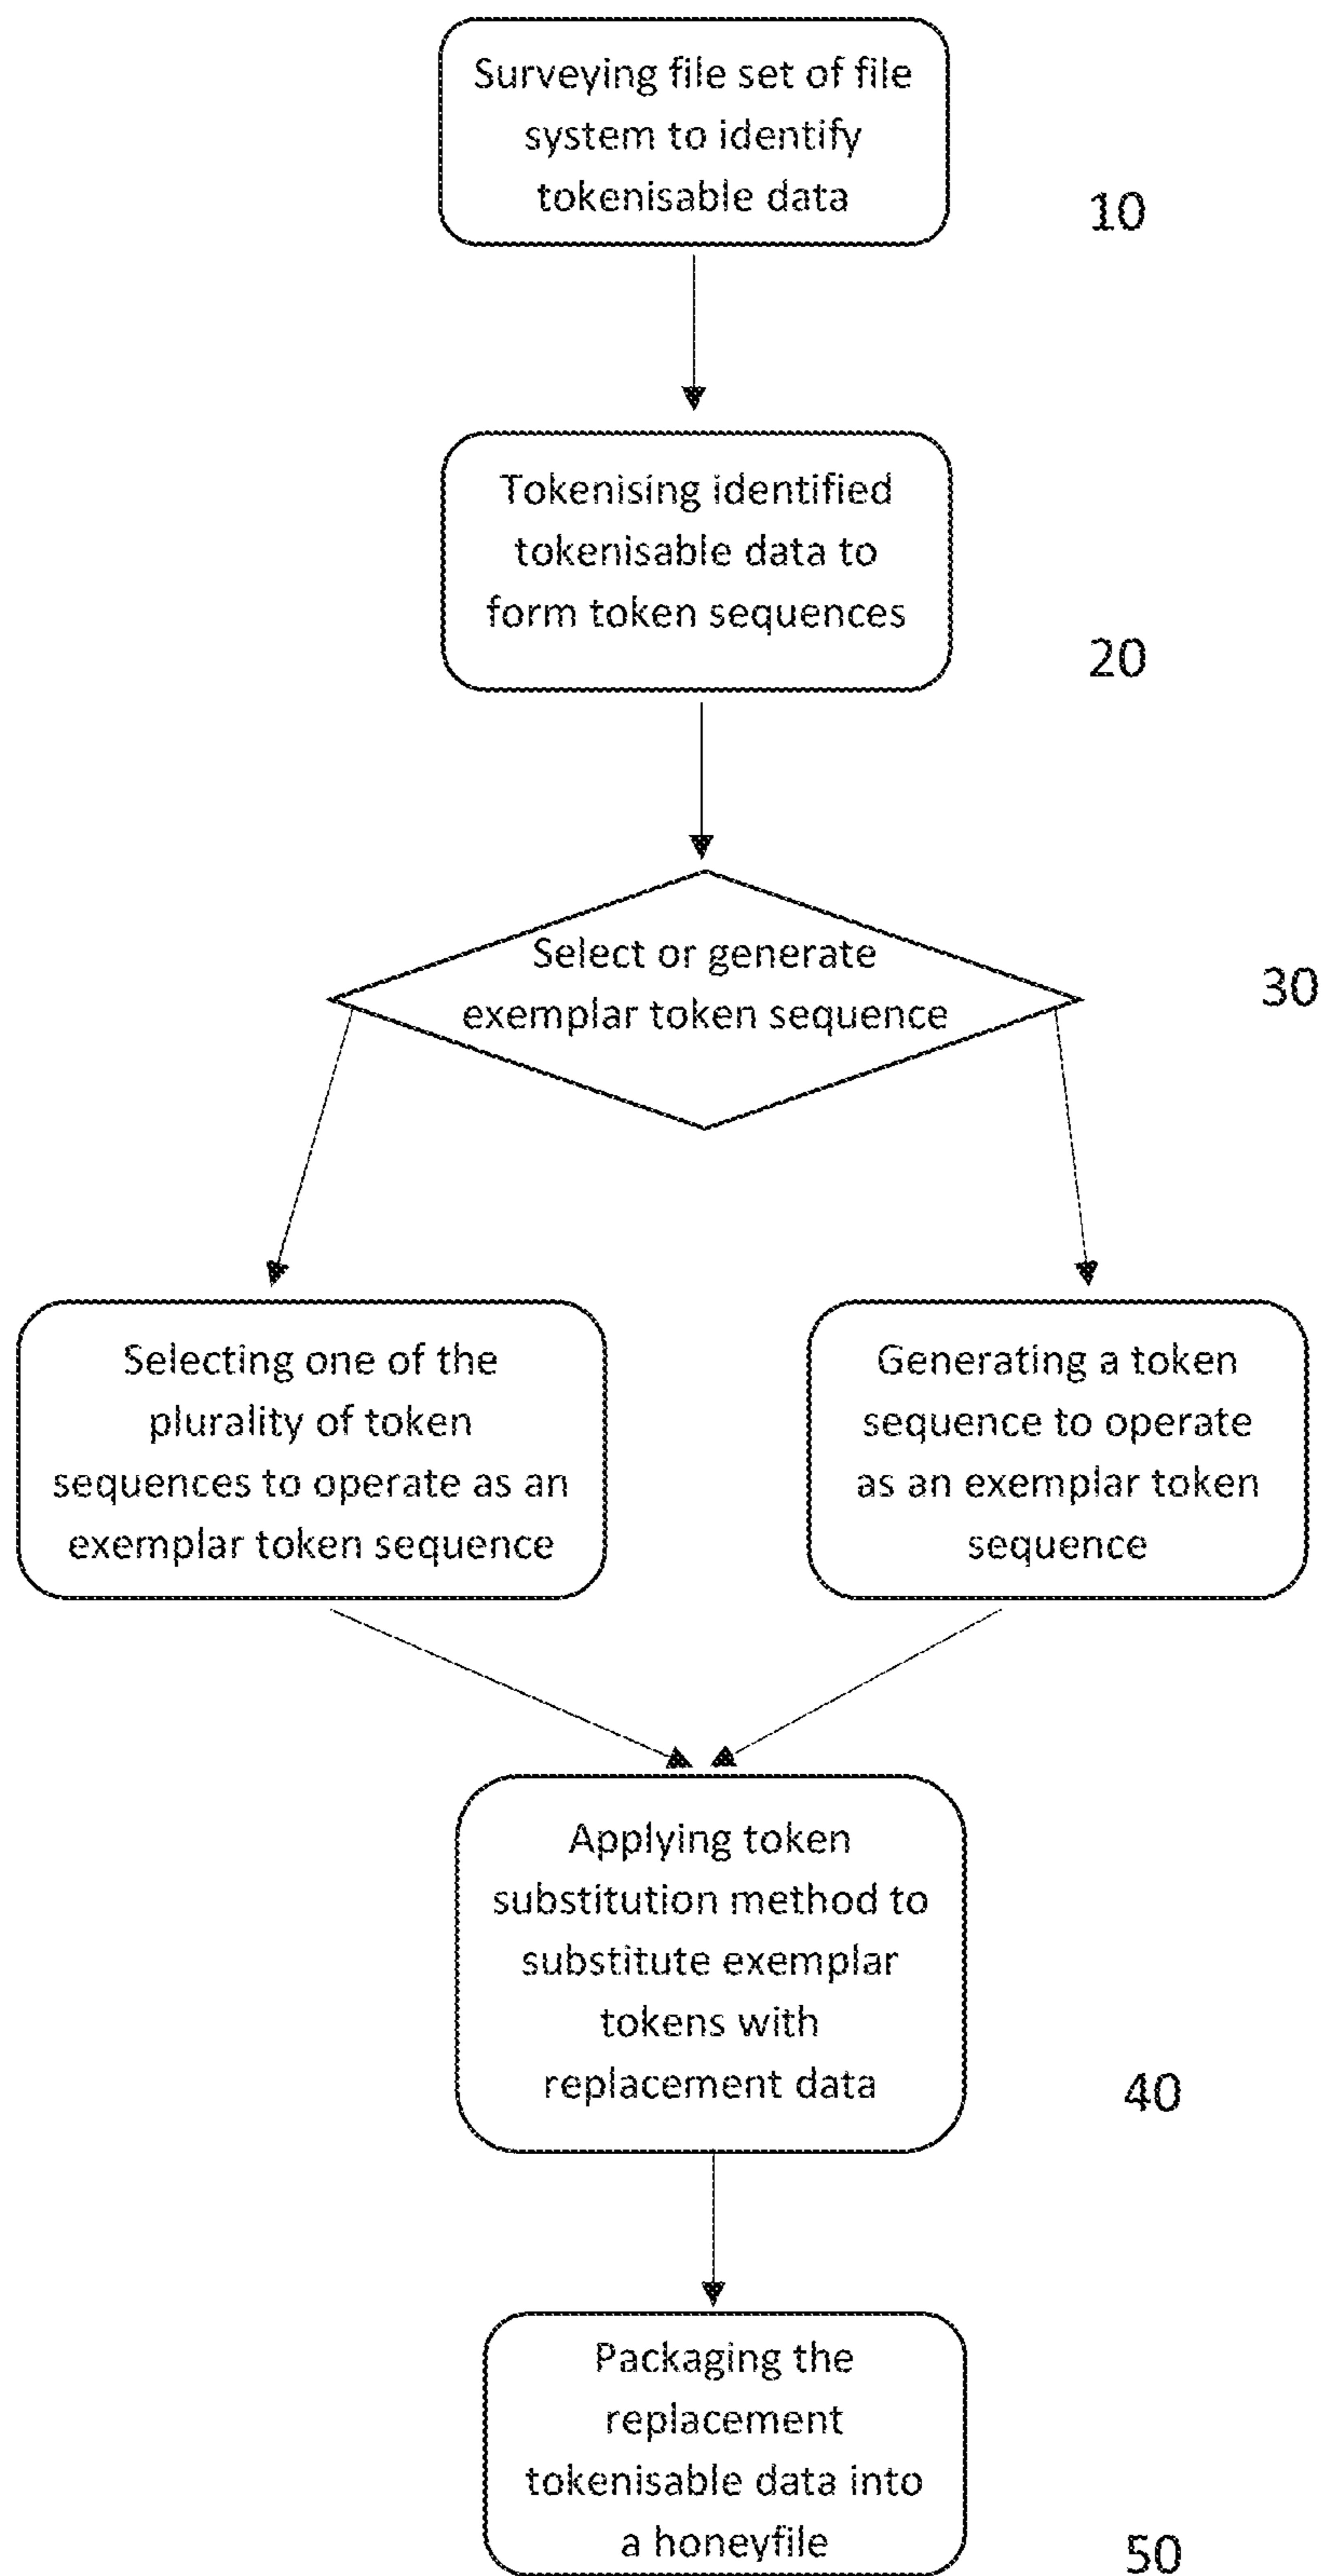 Surveying file set of file
system to identify
tokenisable data
10
Tokenising identified
tokenisable data to
form token sequences
20
Select or generate
exemplar token sequence
30
Selecting one of the
plurality of token
sequences to operate as an
exemplar token sequence
Generating a token
sequence to operate
as an exemplar token
sequence
Applying token
substitution method to
substitute exemplar
tokens with
replacement data
40
Packaging the
replacement
tokenisable data into
a honeyfile
50